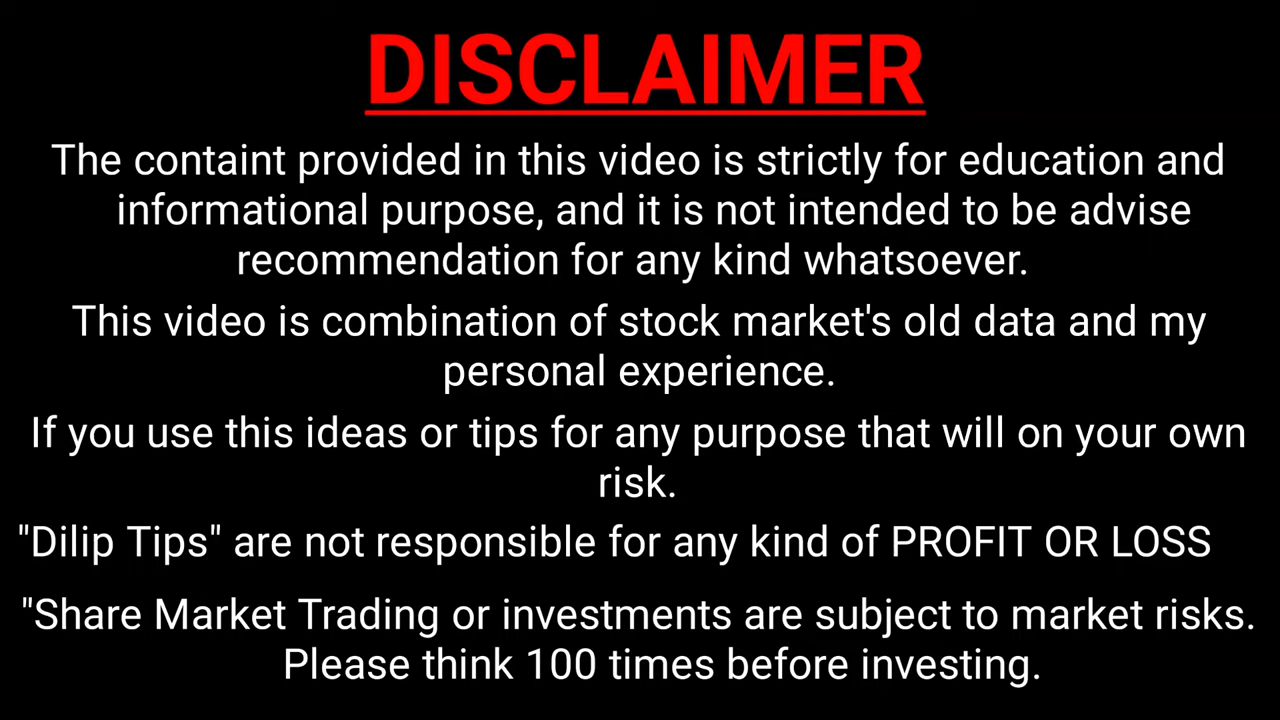 DISCLAIMER
The containt provided in this video is strictly for education and
informational purpose, and it is not intended to be advise
recommendation for any kind whatsoever.
This video is combination of stock market's old data and my
personal experience.
If you use this ideas or tips for any purpose that will on your own
risk.
"Dilip Tips" are not responsible for any kind of PROFIT OR LOSS
"Share Market Trading or investments are subject to market risks.
Please think 100 times before investing.